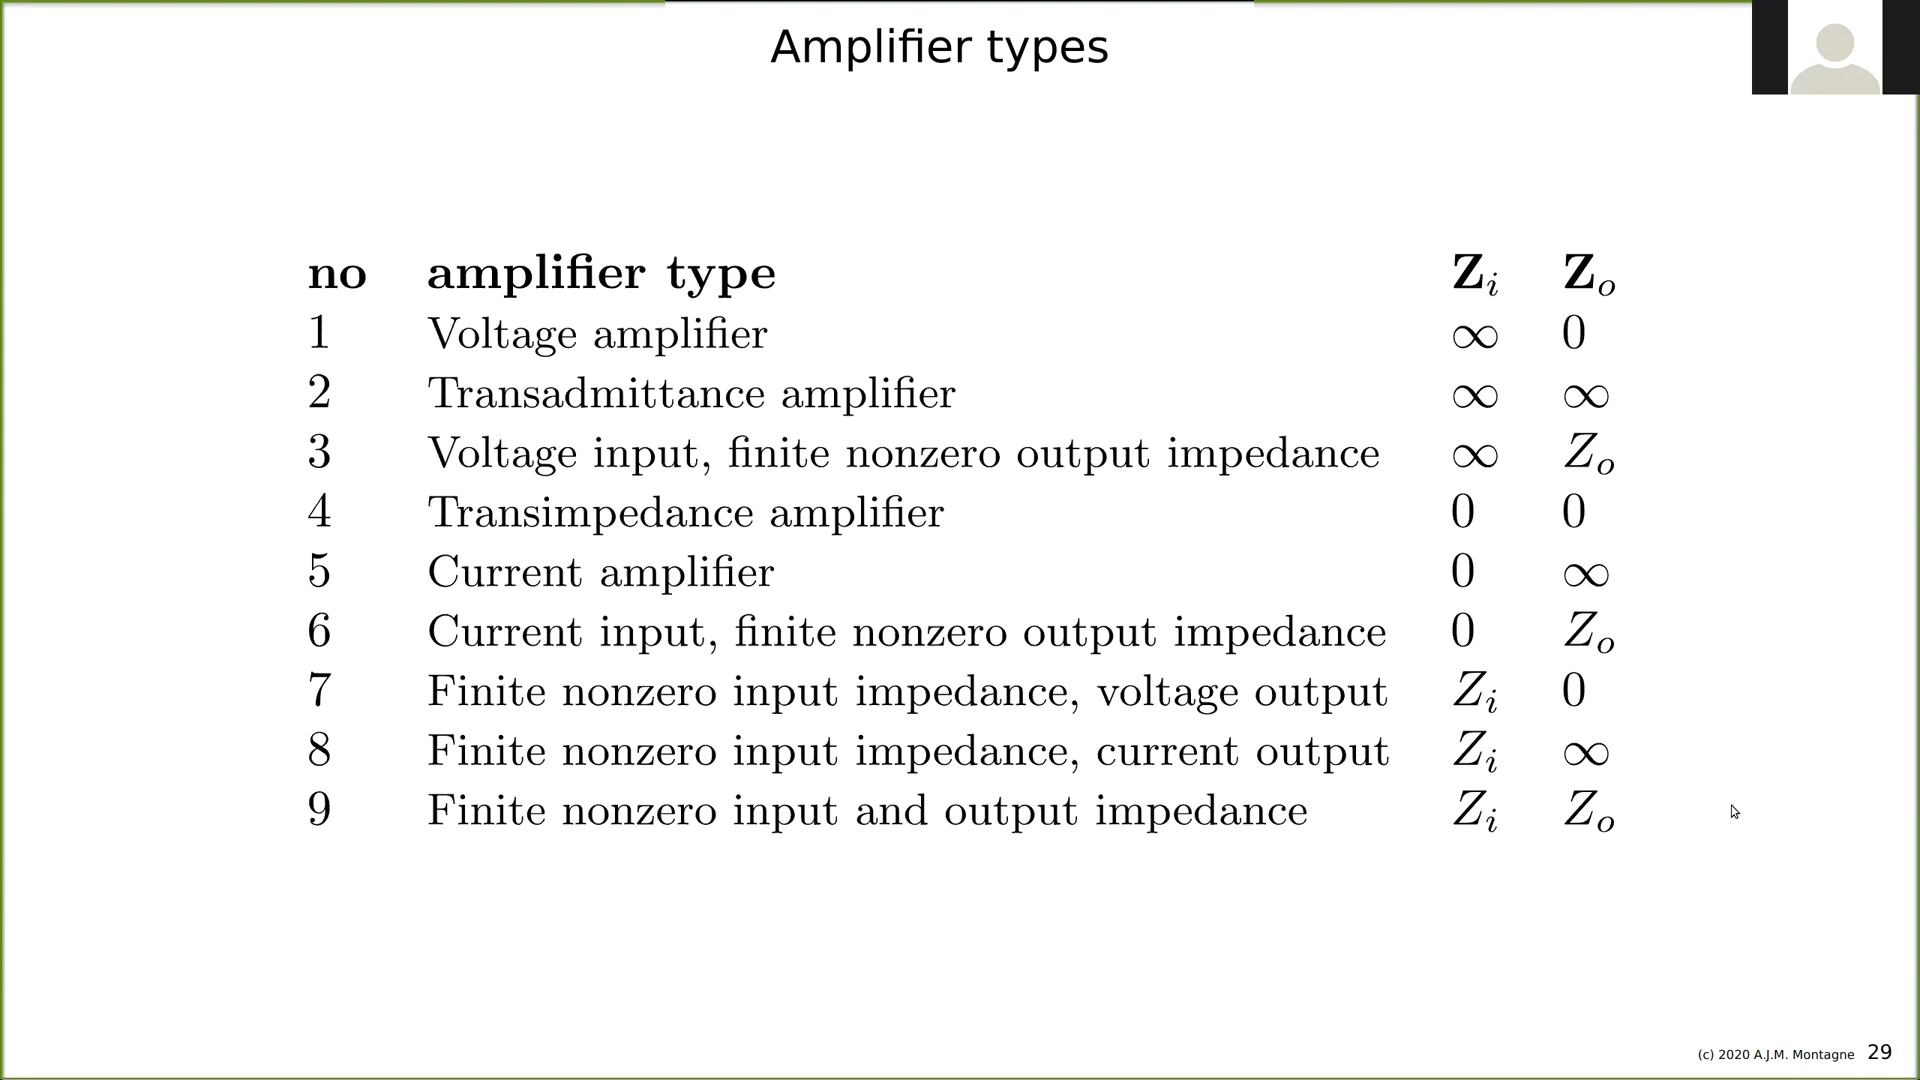 Amplifier types
no amplifier type Z_i Z_o
1 Voltage amplifier ∞ 0
2 Transadmittance amplifier ∞ ∞
3 Voltage input, finite nonzero output impedance ∞ Z_o
4 Transimpedance amplifier 0 0
5 Current amplifier 0 ∞
6 Current input, finite nonzero output impedance 0 Z_o
7 Finite nonzero input impedance, voltage output Z_i 0
8 Finite nonzero input impedance, current output Z_i ∞
9 Finite nonzero input and output impedance Z_i Z_o
(c) 2020 A.J.M. Montagne 29